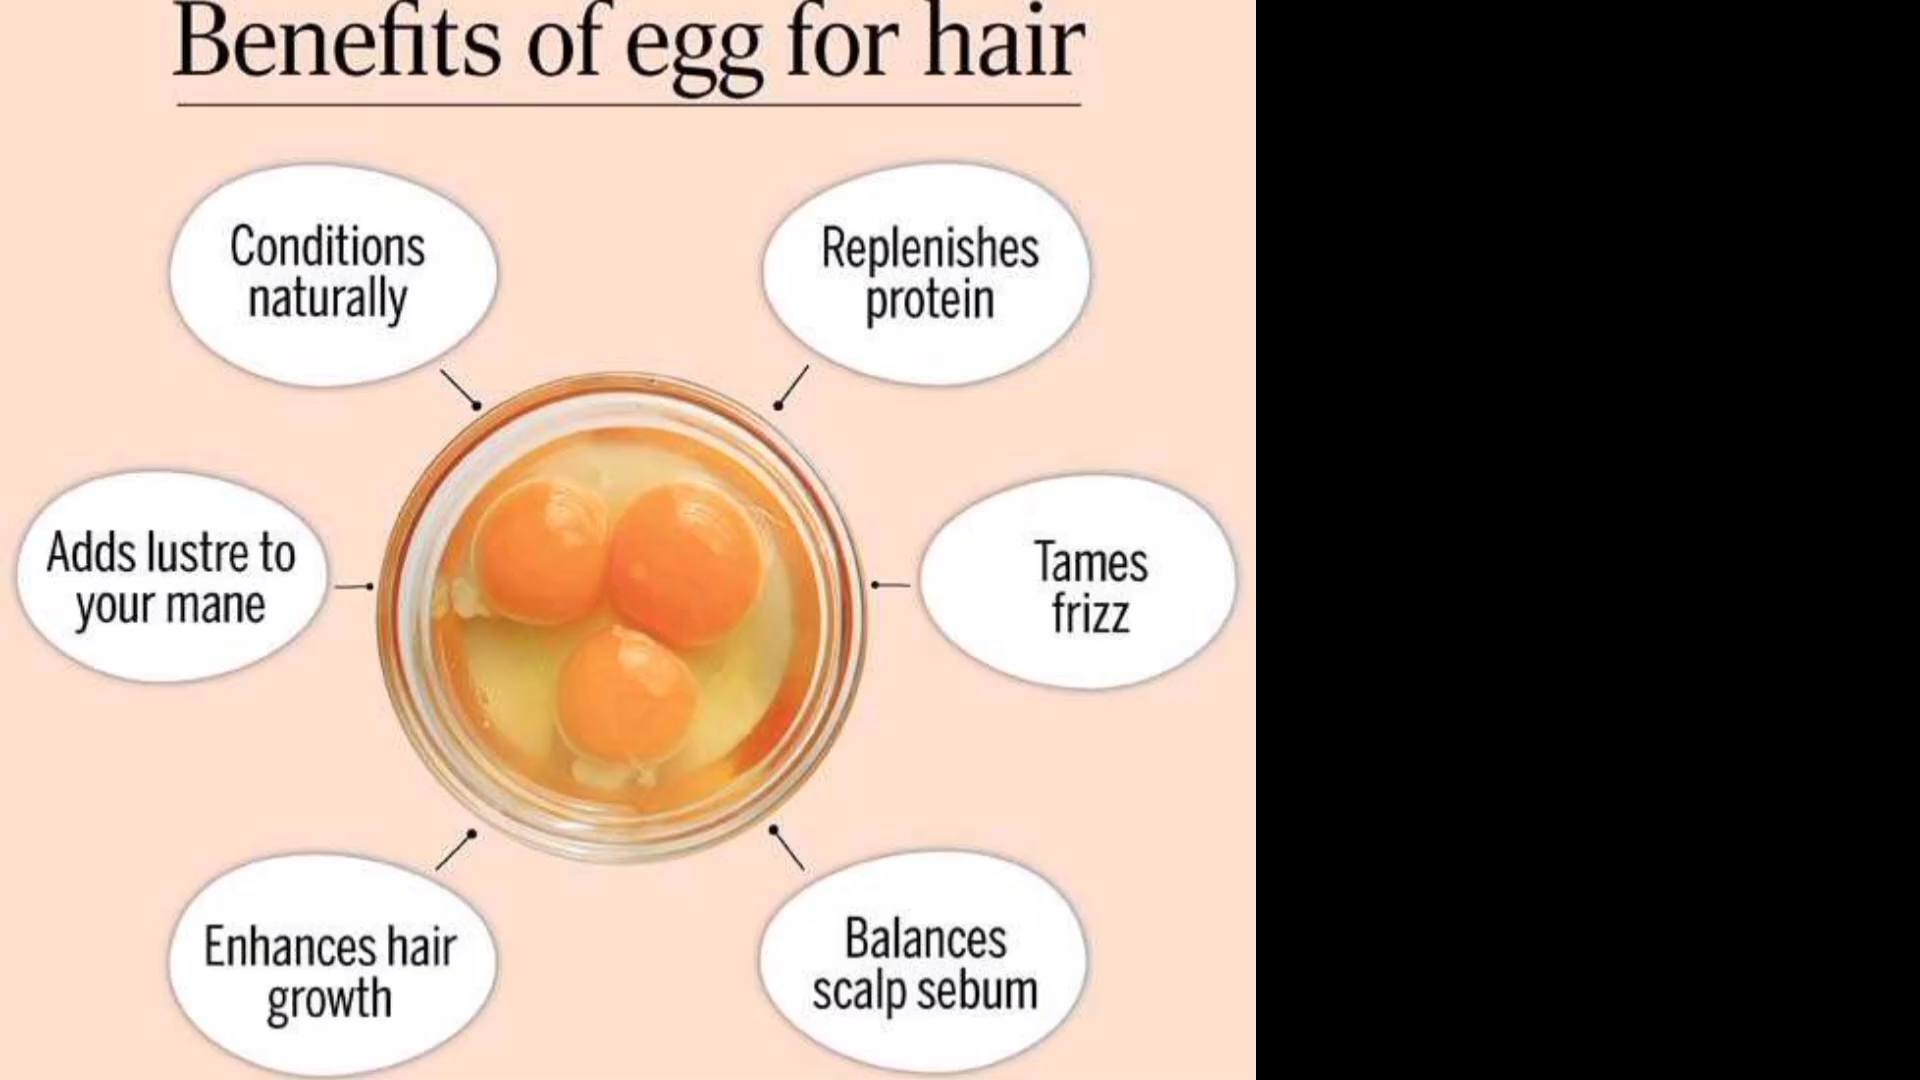 Benefits of egg for hair
Conditions
naturally
Replenishes
protein
Adds lustre to
your mane
Tames
frizz
Enhances hair
growth
Balances
scalp sebum